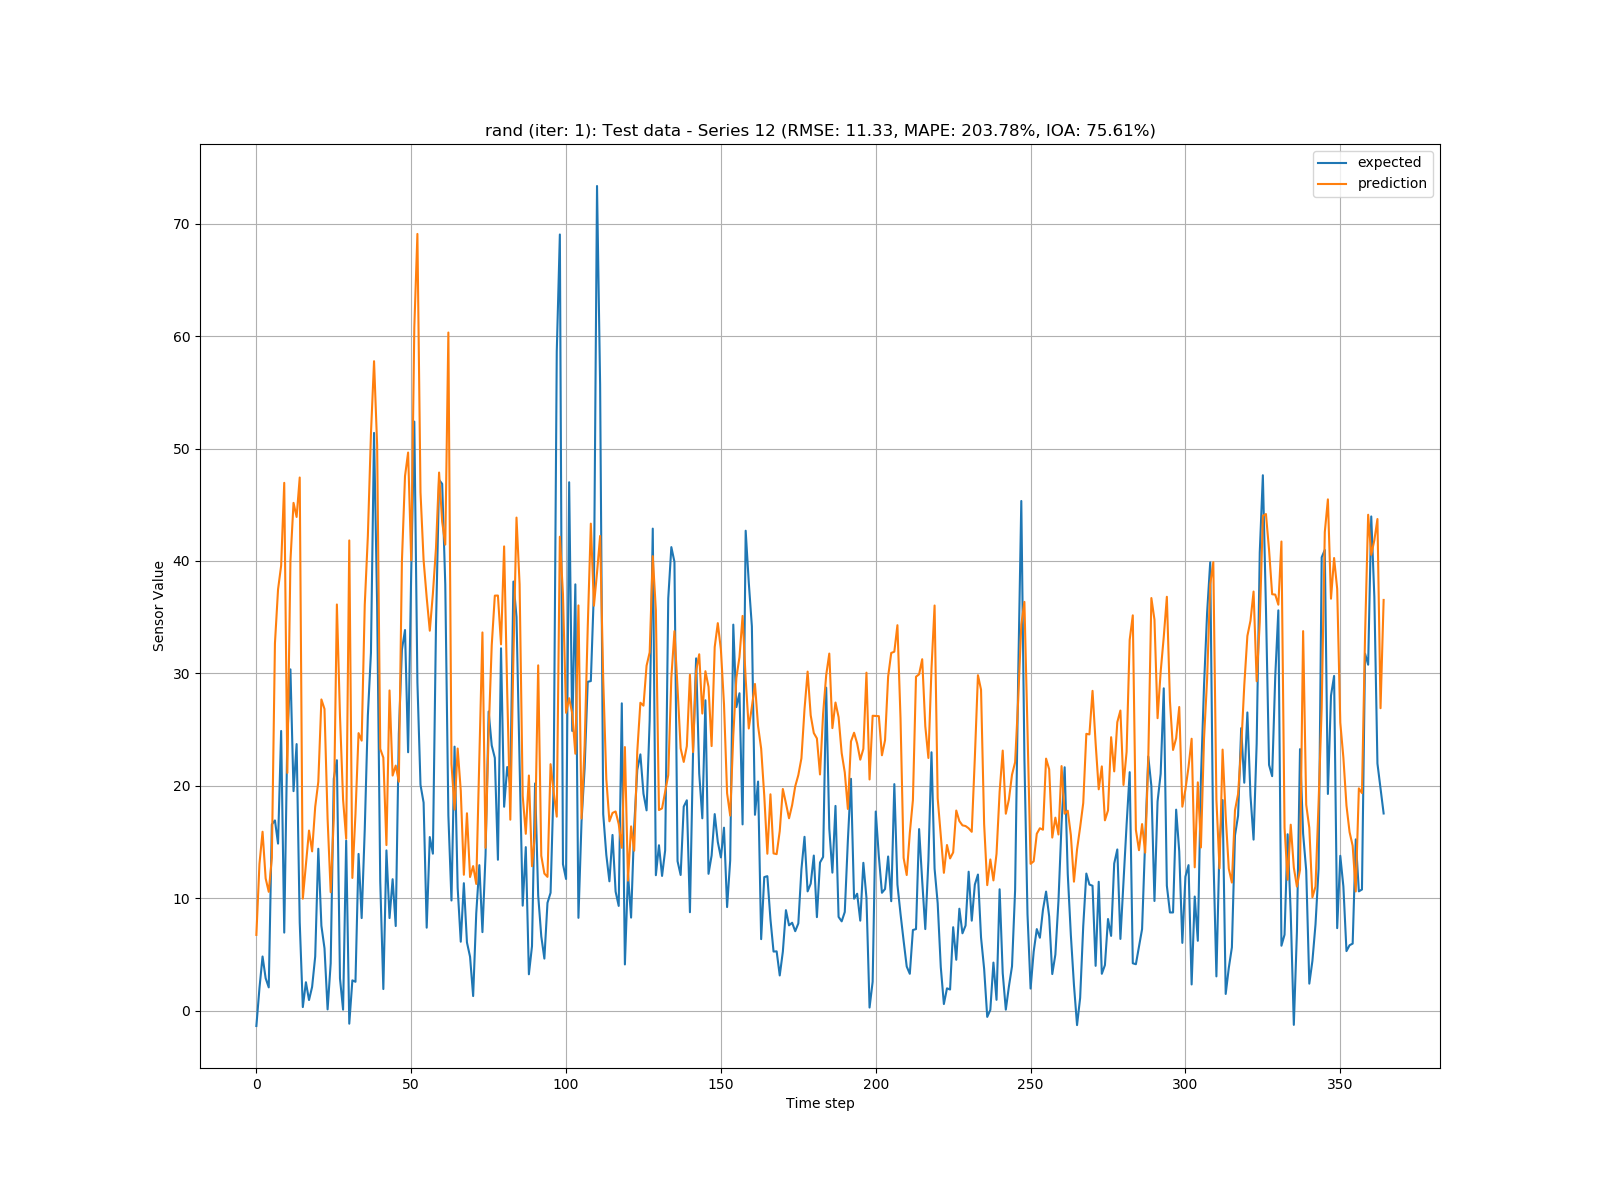 rand (iter: 1): Test data - Series 12 (RMSE: 11.33, MAPE: 203.78%, IOA: 75.61%)
expected
prediction
70
60
50
40
30
20
10
0
Sensor Value
0 50 100 150 200 250 300 350
Time step